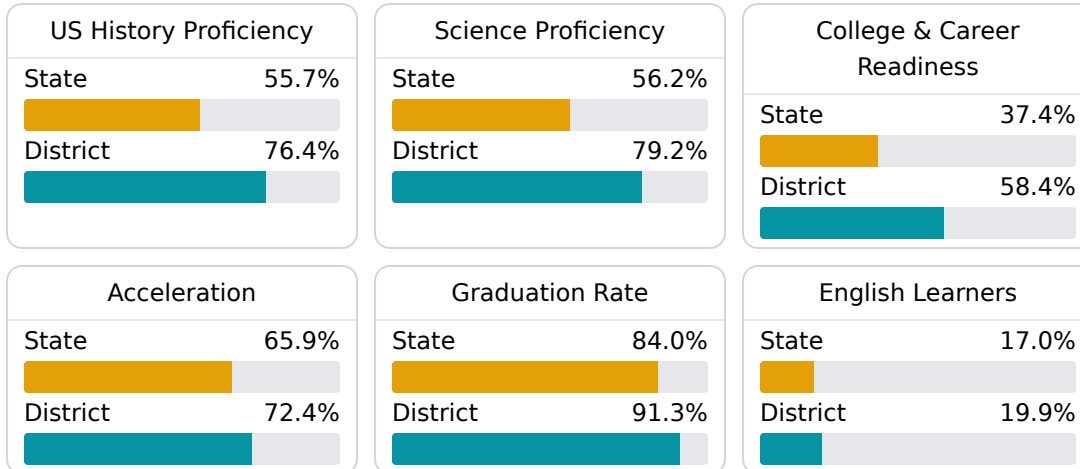 US History Proficiency
State 55.7%
District 76.4%
Science Proficiency
State 56.2%
District 79.2%
College & Career
Readiness
State 37.4%
District 58.4%
Acceleration
State 65.9%
District 72.4%
Graduation Rate
State 84.0%
District 91.3%
English Learners
State 17.0%
District 19.9%